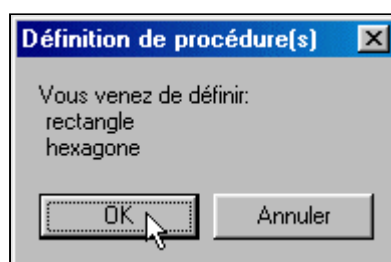 Définition de procédure(s)
Vous venez de définir:
rectangle
hexagone
OK
Annuler